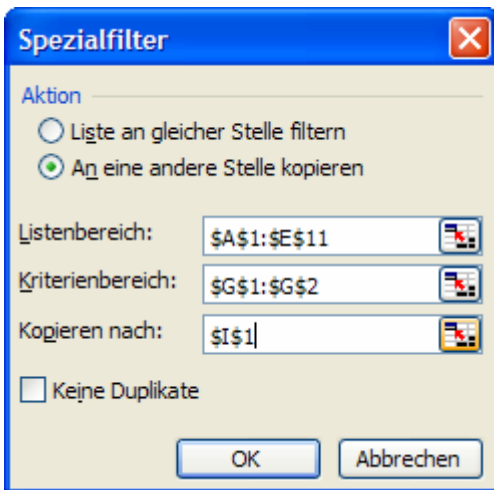 Spezialfilter
Aktion
Liste an gleicher Stelle filtern
An eine andere Stelle kopieren
Listenbereich: $A$1:$E$11
Kriterienbereich: $G$1:$G$2
Kopieren nach: $I$1
Keine Duplikate
OK Abbrechen